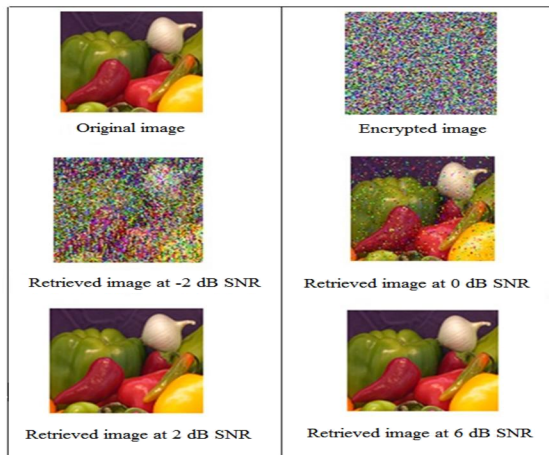 Original image
Encrypted image
Retrieved image at -2 dB SNR
Retrieved image at 0 dB SNR
Retrieved image at 2 dB SNR
Retrieved image at 6 dB SNR